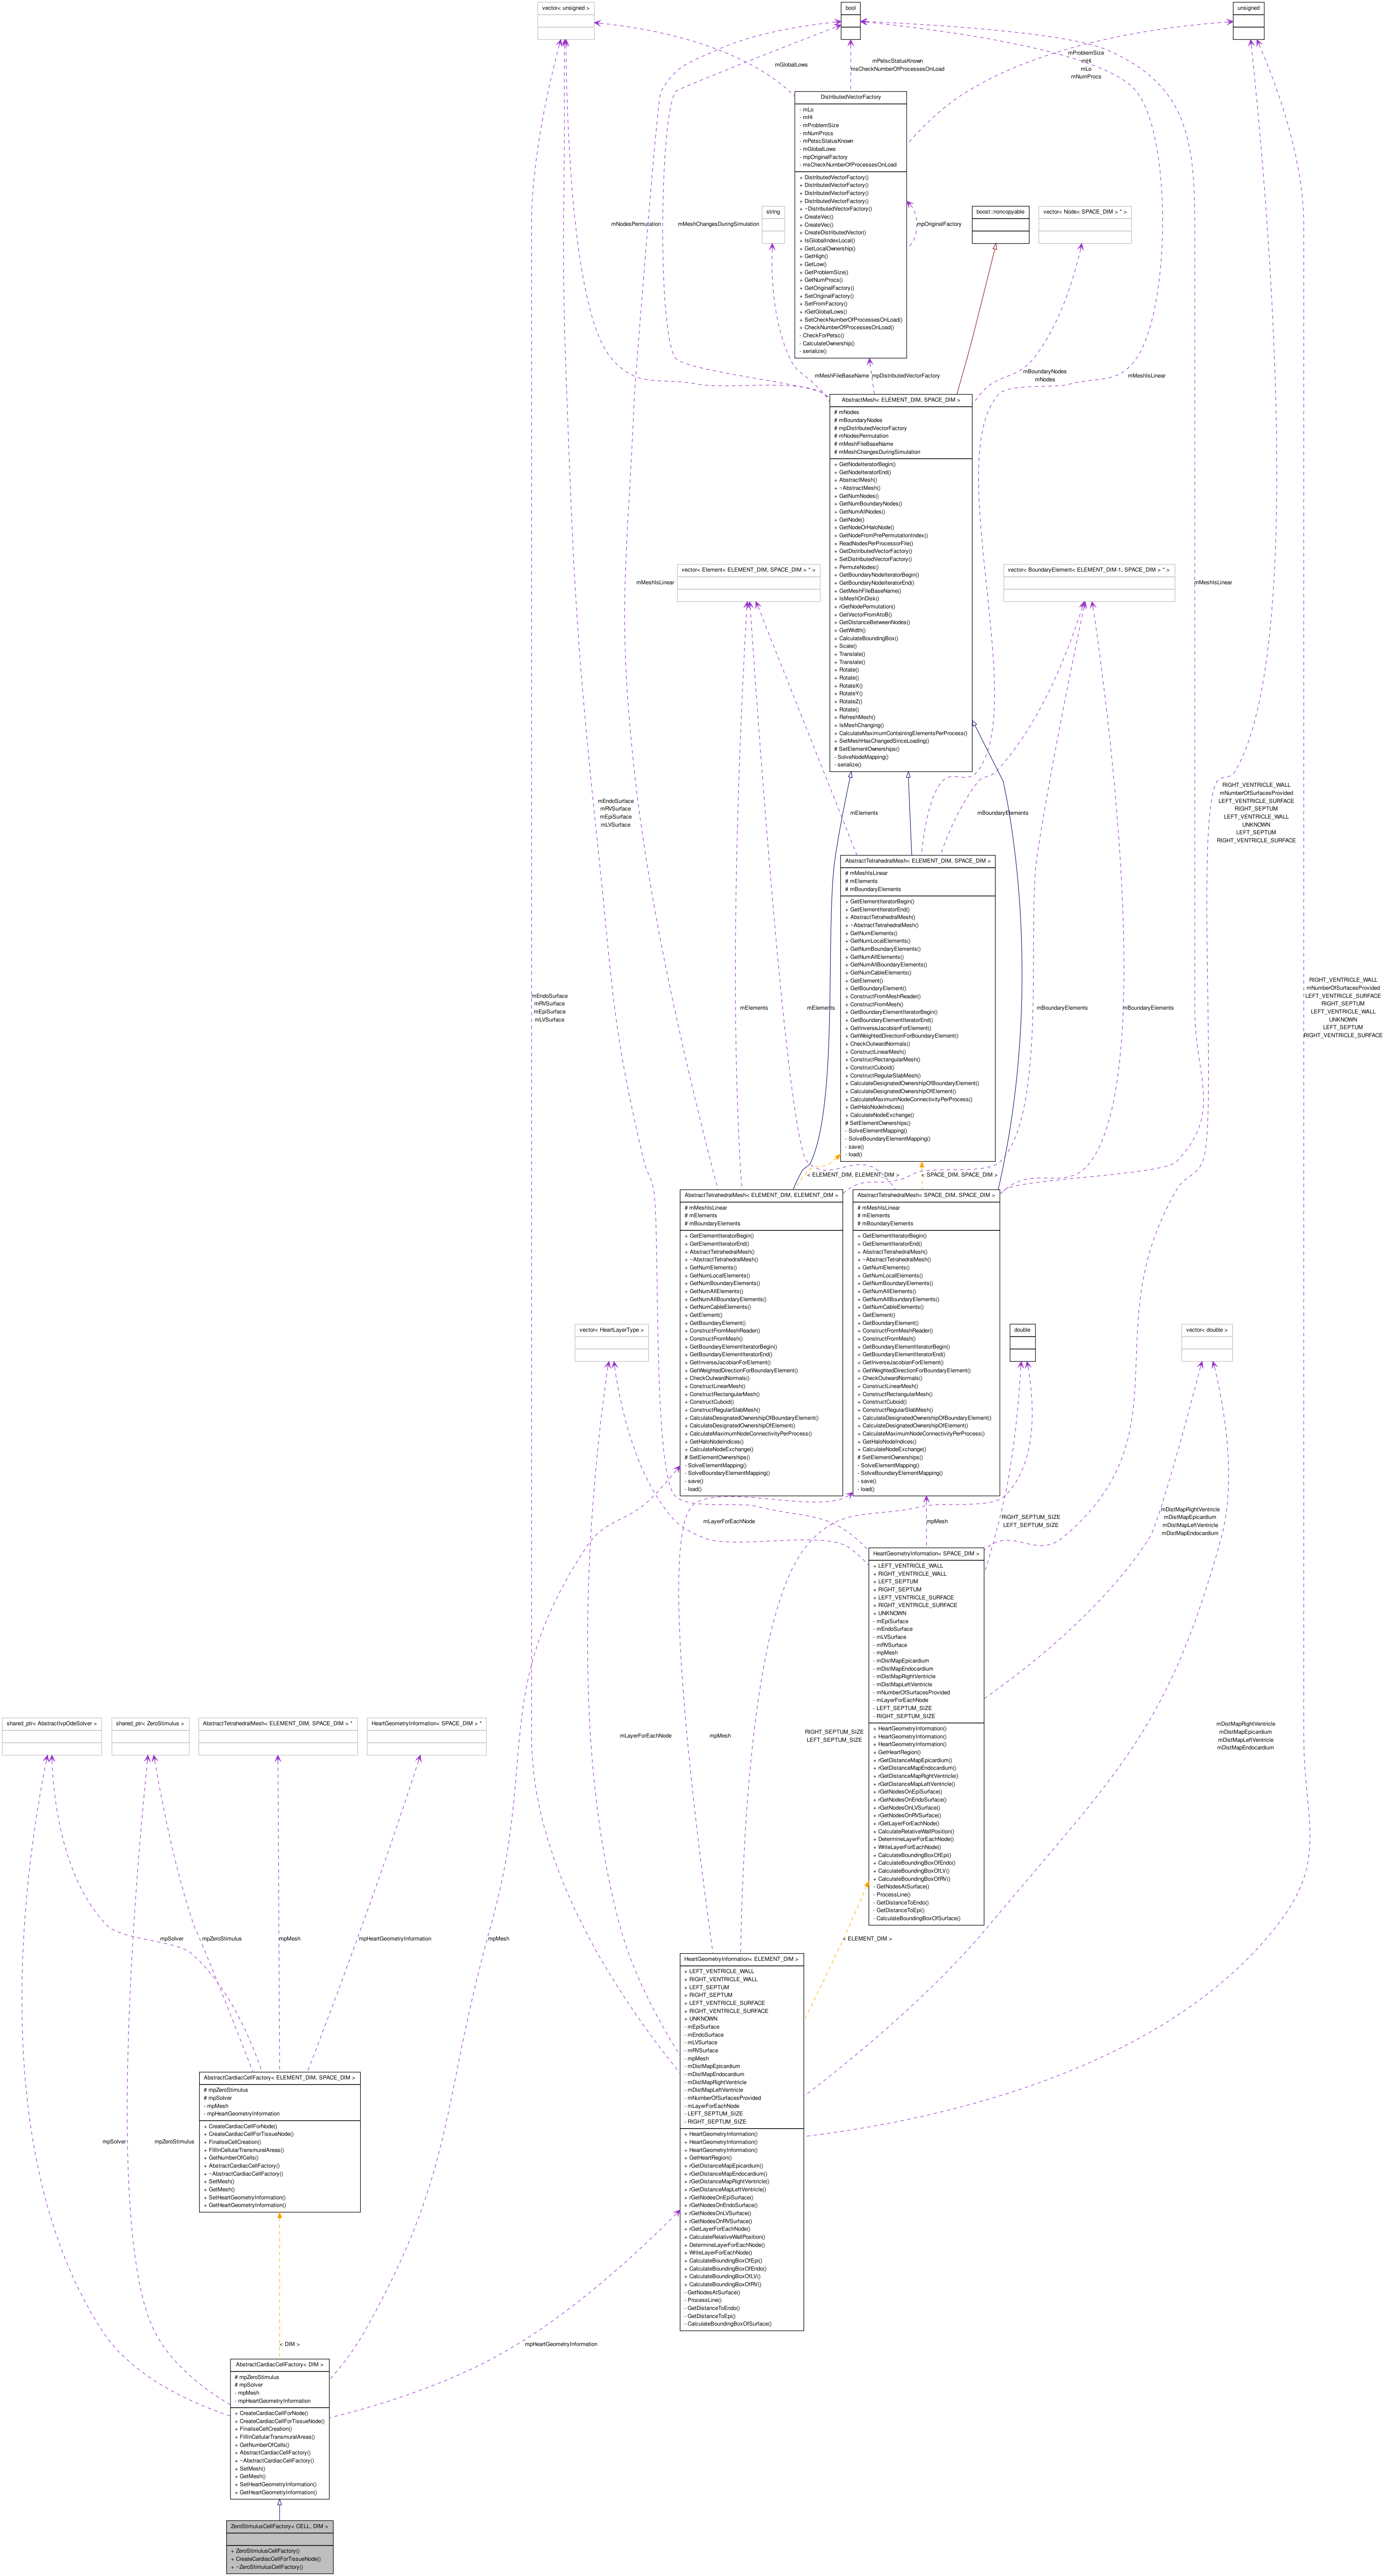 vector< unsigned >
bool
unsigned
mGlobalLows
mPetscStatusKnown
msCheckNumberOfProcessesOnLoad
mProblemSize
mHi
mLo
mNumProcs
DistributedVectorFactory
- mLo
- mHi
- mProblemSize
- mNumProcs
- mPetscStatusKnown
- mGlobalLows
- mpOriginalFactory
- msCheckNumberOfProcessesOnLoad
+ DistributedVectorFactory()
+ DistributedVectorFactory()
+ DistributedVectorFactory()
+ DistributedVectorFactory()
+ ~DistributedVectorFactory()
+ CreateVec()
+ CreateVec()
+ CreateDistributedVector()
+ IsGlobalIndexLocal()
+ GetLocalOwnership()
+ GetHigh()
+ GetLow()
+ GetProblemSize()
+ GetNumProcs()
+ GetOriginalFactory()
+ SetOriginalFactory()
+ SetFromFactory()
+ rGetGlobalLows()
+ SetCheckNumberOfProcessesOnLoad()
+ CheckNumberOfProcessesOnLoad()
- CheckForPetsc()
- CalculateOwnership()
- serialize()
string
boost::noncopyable
vector< Node< SPACE_DIM > * >
mNodesPermutation
mMeshChangesDuringSimulation
mpOriginalFactory
mMeshFileBaseName
mpDistributedVectorFactory
mBoundaryNodes
mNodes
mMeshIsLinear
AbstractMesh< ELEMENT_DIM, SPACE_DIM >
# mNodes
# mBoundaryNodes
# mpDistributedVectorFactory
# mNodesPermutation
# mMeshFileBaseName
# mMeshChangesDuringSimulation
+ GetNodeIteratorBegin()
+ GetNodeIteratorEnd()
+ AbstractMesh()
+ ~AbstractMesh()
+ GetNumNodes()
+ GetNumBoundaryNodes()
+ GetNumAllNodes()
+ GetNode()
+ GetNodeOrHaloNode()
+ GetNodeFromPrePermutationIndex()
+ ReadNodesPerProcessorFile()
+ GetDistributedVectorFactory()
+ SetDistributedVectorFactory()
+ PermuteNodes()
+ GetBoundaryNodeIteratorBegin()
+ GetBoundaryNodeIteratorEnd()
+ GetMeshFileBaseName()
+ IsMeshOnDisk()
+ rGetNodePermutation()
+ GetVectorFromAtoB()
+ GetDistanceBetweenNodes()
+ GetWidth()
+ CalculateBoundingBox()
+ Scale()
+ Translate()
+ Translate()
+ Rotate()
+ Rotate()
+ RotateX()
+ RotateY()
+ RotateZ()
+ Rotate()
+ RefreshMesh()
+ IsMeshChanging()
+ CalculateMaximumContainingElementsPerProcess()
+ SetMeshHasChangedSinceLoading()
# SetElementOwnerships()
- SolveNodeMapping()
- serialize()
vector< Element< ELEMENT_DIM, SPACE_DIM > * >
vector< BoundaryElement< ELEMENT_DIM-1, SPACE_DIM > * >
mMeshIsLinear
mMeshIsLinear
mEndoSurface
mRVSurface
mEpiSurface
mLVSurface
mElements
mBoundaryElements
RIGHT_VENTRICLE_WALL
mNumberOfSurfacesProvided
LEFT_VENTRICLE_SURFACE
RIGHT_SEPTUM
LEFT_VENTRICLE_WALL
UNKNOWN
LEFT_SEPTUM
RIGHT_VENTRICLE_SURFACE
AbstractTetrahedralMesh< ELEMENT_DIM, SPACE_DIM >
# mMeshIsLinear
# mElements
# mBoundaryElements
+ GetElementIteratorBegin()
+ GetElementIteratorEnd()
+ AbstractTetrahedralMesh()
+ ~AbstractTetrahedralMesh()
+ GetNumElements()
+ GetNumLocalElements()
+ GetNumBoundaryElements()
+ GetNumAllElements()
+ GetNumAllBoundaryElements()
+ GetNumCableElements()
+ GetElement()
+ GetBoundaryElement()
+ ConstructFromMeshReader()
+ ConstructFromMesh()
+ GetBoundaryElementIteratorBegin()
+ GetBoundaryElementIteratorEnd()
+ GetInverseJacobianForElement()
+ GetWeightedDirectionForBoundaryElement()
+ CheckOutwardNormals()
+ ConstructLinearMesh()
+ ConstructRectangularMesh()
+ ConstructCuboid()
+ ConstructRegularSlabMesh()
+ CalculateDesignatedOwnershipOfBoundaryElement()
+ CalculateDesignatedOwnershipOfElement()
+ CalculateMaximumNodeConnectivityPerProcess()
+ GetHaloNodeIndices()
+ CalculateNodeExchange()
# SetElementOwnerships()
- SolveElementMapping()
- SolveBoundaryElementMapping()
- save()
- load()
mEndoSurface
mRVSurface
mEpiSurface
mLVSurface
mElements
mElements
mBoundaryElements
mBoundaryElements
RIGHT_VENTRICLE_WALL
mNumberOfSurfacesProvided
LEFT_VENTRICLE_SURFACE
RIGHT_SEPTUM
LEFT_VENTRICLE_WALL
UNKNOWN
LEFT_SEPTUM
RIGHT_VENTRICLE_SURFACE
< ELEMENT_DIM, ELEMENT_DIM >
< SPACE_DIM, SPACE_DIM >
AbstractTetrahedralMesh< ELEMENT_DIM, ELEMENT_DIM >
# mMeshIsLinear
# mElements
# mBoundaryElements
+ GetElementIteratorBegin()
+ GetElementIteratorEnd()
+ AbstractTetrahedralMesh()
+ ~AbstractTetrahedralMesh()
+ GetNumElements()
+ GetNumLocalElements()
+ GetNumBoundaryElements()
+ GetNumAllElements()
+ GetNumAllBoundaryElements()
+ GetNumCableElements()
+ GetElement()
+ GetBoundaryElement()
+ ConstructFromMeshReader()
+ ConstructFromMesh()
+ GetBoundaryElementIteratorBegin()
+ GetBoundaryElementIteratorEnd()
+ GetInverseJacobianForElement()
+ GetWeightedDirectionForBoundaryElement()
+ CheckOutwardNormals()
+ ConstructLinearMesh()
+ ConstructRectangularMesh()
+ ConstructCuboid()
+ ConstructRegularSlabMesh()
+ CalculateDesignatedOwnershipOfBoundaryElement()
+ CalculateDesignatedOwnershipOfElement()
+ CalculateMaximumNodeConnectivityPerProcess()
+ GetHaloNodeIndices()
+ CalculateNodeExchange()
# SetElementOwnerships()
- SolveElementMapping()
- SolveBoundaryElementMapping()
- save()
- load()
AbstractTetrahedralMesh< SPACE_DIM, SPACE_DIM >
# mMeshIsLinear
# mElements
# mBoundaryElements
+ GetElementIteratorBegin()
+ GetElementIteratorEnd()
+ AbstractTetrahedralMesh()
+ ~AbstractTetrahedralMesh()
+ GetNumElements()
+ GetNumLocalElements()
+ GetNumBoundaryElements()
+ GetNumAllElements()
+ GetNumAllBoundaryElements()
+ GetNumCableElements()
+ GetElement()
+ GetBoundaryElement()
+ ConstructFromMeshReader()
+ ConstructFromMesh()
+ GetBoundaryElementIteratorBegin()
+ GetBoundaryElementIteratorEnd()
+ GetInverseJacobianForElement()
+ GetWeightedDirectionForBoundaryElement()
+ CheckOutwardNormals()
+ ConstructLinearMesh()
+ ConstructRectangularMesh()
+ ConstructCuboid()
+ ConstructRegularSlabMesh()
+ CalculateDesignatedOwnershipOfBoundaryElement()
+ CalculateDesignatedOwnershipOfElement()
+ CalculateMaximumNodeConnectivityPerProcess()
+ GetHaloNodeIndices()
+ CalculateNodeExchange()
# SetElementOwnerships()
- SolveElementMapping()
- SolveBoundaryElementMapping()
- save()
- load()
vector< HeartLayerType >
double
vector< double >
mLayerForEachNode
mpMesh
RIGHT_SEPTUM_SIZE
LEFT_SEPTUM_SIZE
mDistMapRightVentricle
mDistMapEpicardium
mDistMapLeftVentricle
mDistMapEndocardium
HeartGeometryInformation< SPACE_DIM >
+ LEFT_VENTRICLE_WALL
+ RIGHT_VENTRICLE_WALL
+ LEFT_SEPTUM
+ RIGHT_SEPTUM
+ LEFT_VENTRICLE_SURFACE
+ RIGHT_VENTRICLE_SURFACE
+ UNKNOWN
- mEpiSurface
- mEndoSurface
- mLVSurface
- mRVSurface
- mpMesh
- mDistMapEpicardium
- mDistMapEndocardium
- mDistMapRightVentricle
- mDistMapLeftVentricle
- mNumberOfSurfacesProvided
- mLayerForEachNode
- LEFT_SEPTUM_SIZE
- RIGHT_SEPTUM_SIZE
+ HeartGeometryInformation()
+ HeartGeometryInformation()
+ HeartGeometryInformation()
+ GetHeartRegion()
+ rGetDistanceMapEpicardium()
+ rGetDistanceMapEndocardium()
+ rGetDistanceMapRightVentricle()
+ rGetDistanceMapLeftVentricle()
+ rGetNodesOnEpiSurface()
+ rGetNodesOnEndoSurface()
+ rGetNodesOnLVSurface()
+ rGetNodesOnRVSurface()
+ rGetLayerForEachNode()
+ CalculateRelativeWallPosition()
+ DetermineLayerForEachNode()
+ WriteLayerForEachNode()
+ CalculateBoundingBoxOfEpi()
+ CalculateBoundingBoxOfEndo()
+ CalculateBoundingBoxOfLV()
+ CalculateBoundingBoxOfRV()
- GetNodesAtSurface()
- ProcessLine()
- GetDistanceToEndo()
- GetDistanceToEpi()
- CalculateBoundingBoxOfSurface()
shared_ptr< AbstractIvpOdeSolver >
shared_ptr< ZeroStimulus >
AbstractTetrahedralMesh< ELEMENT_DIM, SPACE_DIM > *
HeartGeometryInformation< SPACE_DIM > *
mLayerForEachNode
mpMesh
RIGHT_SEPTUM_SIZE
LEFT_SEPTUM_SIZE
mDistMapRightVentricle
mDistMapEpicardium
mDistMapLeftVentricle
mDistMapEndocardium
mpSolver
mpZeroStimulus
mpMesh
mpHeartGeometryInformation
mpMesh
< ELEMENT_DIM >
HeartGeometryInformation< ELEMENT_DIM >
+ LEFT_VENTRICLE_WALL
+ RIGHT_VENTRICLE_WALL
+ LEFT_SEPTUM
+ RIGHT_SEPTUM
+ LEFT_VENTRICLE_SURFACE
+ RIGHT_VENTRICLE_SURFACE
+ UNKNOWN
- mEpiSurface
- mEndoSurface
- mLVSurface
- mRVSurface
- mpMesh
- mDistMapEpicardium
- mDistMapEndocardium
- mDistMapRightVentricle
- mDistMapLeftVentricle
- mNumberOfSurfacesProvided
- mLayerForEachNode
- LEFT_SEPTUM_SIZE
- RIGHT_SEPTUM_SIZE
+ HeartGeometryInformation()
+ HeartGeometryInformation()
+ HeartGeometryInformation()
+ GetHeartRegion()
+ rGetDistanceMapEpicardium()
+ rGetDistanceMapEndocardium()
+ rGetDistanceMapRightVentricle()
+ rGetDistanceMapLeftVentricle()
+ rGetNodesOnEpiSurface()
+ rGetNodesOnEndoSurface()
+ rGetNodesOnLVSurface()
+ rGetNodesOnRVSurface()
+ rGetLayerForEachNode()
+ CalculateRelativeWallPosition()
+ DetermineLayerForEachNode()
+ WriteLayerForEachNode()
+ CalculateBoundingBoxOfEpi()
+ CalculateBoundingBoxOfEndo()
+ CalculateBoundingBoxOfLV()
+ CalculateBoundingBoxOfRV()
- GetNodesAtSurface()
- ProcessLine()
- GetDistanceToEndo()
- GetDistanceToEpi()
- CalculateBoundingBoxOfSurface()
AbstractCardiacCellFactory< ELEMENT_DIM, SPACE_DIM >
# mpZeroStimulus
# mpSolver
- mpMesh
- mpHeartGeometryInformation
+ CreateCardiacCellForNode()
+ CreateCardiacCellForTissueNode()
+ FinaliseCellCreation()
+ FillInCellularTransmuralAreas()
+ GetNumberOfCells()
+ AbstractCardiacCellFactory()
+ ~AbstractCardiacCellFactory()
+ SetMesh()
+ GetMesh()
+ SetHeartGeometryInformation()
+ GetHeartGeometryInformation()
mpSolver
mpZeroStimulus
< DIM >
mpHeartGeometryInformation
AbstractCardiacCellFactory< DIM >
# mpZeroStimulus
# mpSolver
- mpMesh
- mpHeartGeometryInformation
+ CreateCardiacCellForNode()
+ CreateCardiacCellForTissueNode()
+ FinaliseCellCreation()
+ FillInCellularTransmuralAreas()
+ GetNumberOfCells()
+ AbstractCardiacCellFactory()
+ ~AbstractCardiacCellFactory()
+ SetMesh()
+ GetMesh()
+ SetHeartGeometryInformation()
+ GetHeartGeometryInformation()
ZeroStimulusCellFactory< CELL, DIM >
+ ZeroStimulusCellFactory()
+ CreateCardiacCellForTissueNode()
+ ~ZeroStimulusCellFactory()